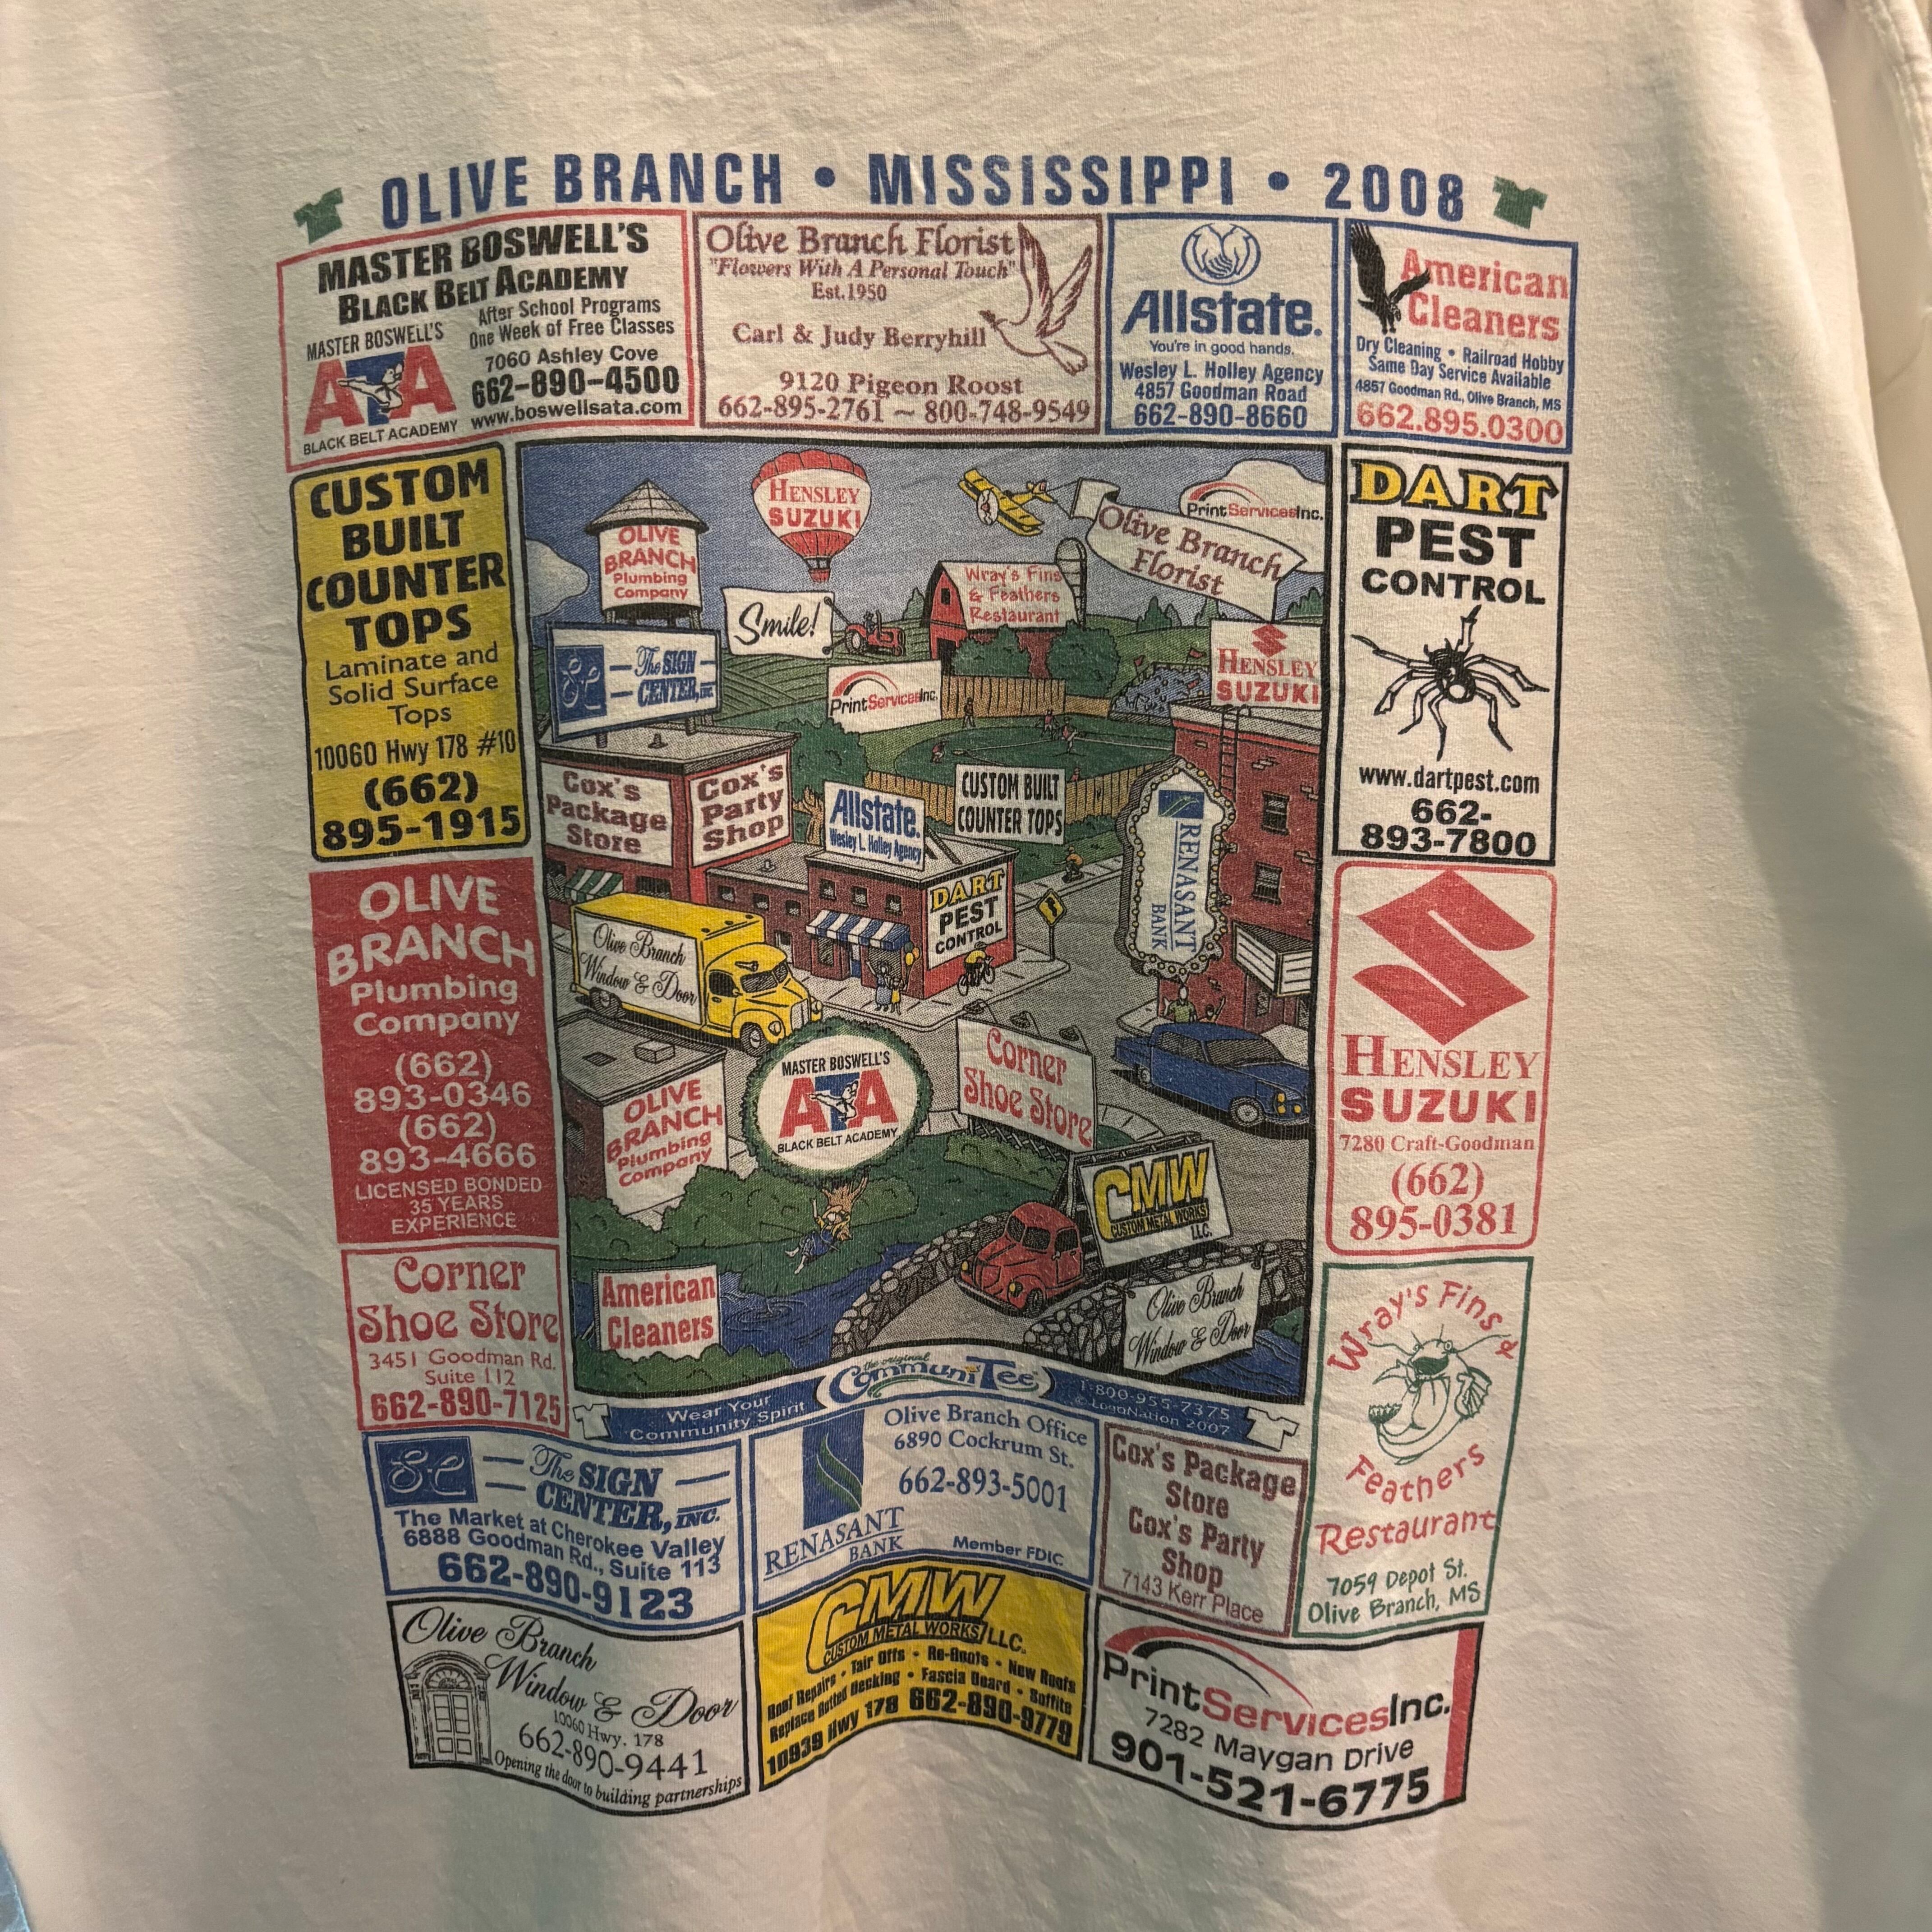 OLIVE BRANCH • MISSISSIPPI • 2008
MASTER BOSWELL'S
BLACK BELT ACADEMY
After School Programs
One Week of Free Classes
MASTER BOSWELL'S
ATA
BLACK BELT ACADEMY
7060 Ashley Cove
662-890-4500
www.boswellsata.com
Olive Branch Florist
"Flowers With A Personal Touch"
Est.1950
Carl & Judy Berryhill
9120 Pigeon Roost
662-895-2761 ~ 800-748-9549
Allstate.
You're in good hands.
Wesley L. Holley Agency
4857 Goodman Road
662-890-8660
American
Cleaners
Dry Cleaning • Railroad Hobby
Same Day Service Available
4857 Goodman Rd., Olive Branch, MS
662.895.0300
CUSTOM
BUILT
COUNTER
TOPS
Laminate and
Solid Surface
Tops
10060 Hwy 178 #10
(662)
895-1915
OLIVE
BRANCH
Plumbing
Company
(662)
893-0346
(662)
893-4666
LICENSED BONDED
35 YEARS
EXPERIENCE
Corner
Shoe Store
3451 Goodman Rd.
Suite 112
662-890-7125
OLIVE
BRANCH
Plumbing
Company
HENSLEY
SUZUKI
PrintServicesInc.
Olive Branch
Florist
Wray's Fins
& Feathers
Restaurant
Smile!
The SIGN
CENTER, INC.
PrintServicesInc.
HENSLEY
SUZUKI
Cox's
Package
Store
Cox's
Party
Shop
Allstate.
Wesley L. Holley Agency
CUSTOM BUILT
COUNTER TOPS
RENASANT
BANK
DART
PEST
CONTROL
Olive Branch
Window & Door
OLIVE
BRANCH
Plumbing
Company
MASTER BOSWELL'S
ATA
BLACK BELT ACADEMY
Corner
Shoe Store
CMW
CUSTOM METAL WORKS
LLC.
American
Cleaners
Olive Branch
Window & Door
Wear Your
Community Spirit
the original
CommuniTee
1-800-955-7375
© LogoNation 2007
DART
PEST
CONTROL
www.dartpest.com
662-
893-7800
HENSLEY
SUZUKI
7280 Craft-Goodman
(662)
895-0381
Wray's Fins &
Feathers
Restaurant
7059 Depot St.
Olive Branch, MS
The SIGN
CENTER, INC.
The Market at Cherokee Valley
6888 Goodman Rd., Suite 113
662-890-9123
Olive Branch Office
6890 Cockrum St.
662-893-5001
RENASANT
BANK
Member FDIC
Cox's Package
Store
Cox's Party
Shop
7143 Kerr Place
Olive Branch
Window & Door
10060 Hwy. 178
662-890-9441
Opening the door to building partnerships
CMW
CUSTOM METAL WORKS LLC.
Roof Repairs • Tair Offs • Re-Roofs • New Roofs
Replace Rotted Decking • Fascia Board • Soffits
10939 Hwy 178 662-890-9779
PrintServicesInc.
7282 Maygan Drive
901-521-6775